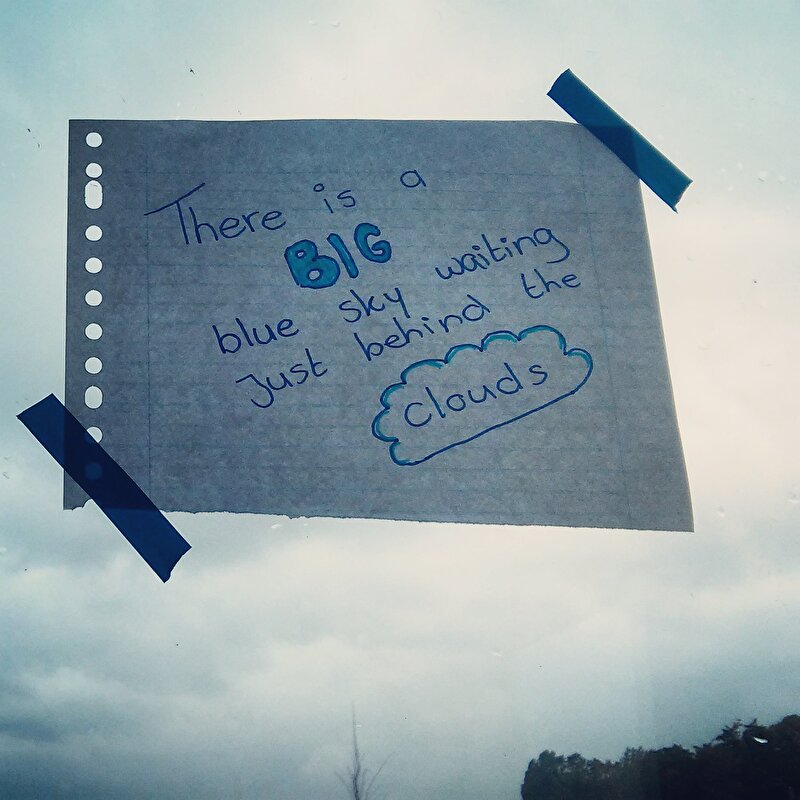 There is a
BIG
blue sky waiting
Just behind the
clouds